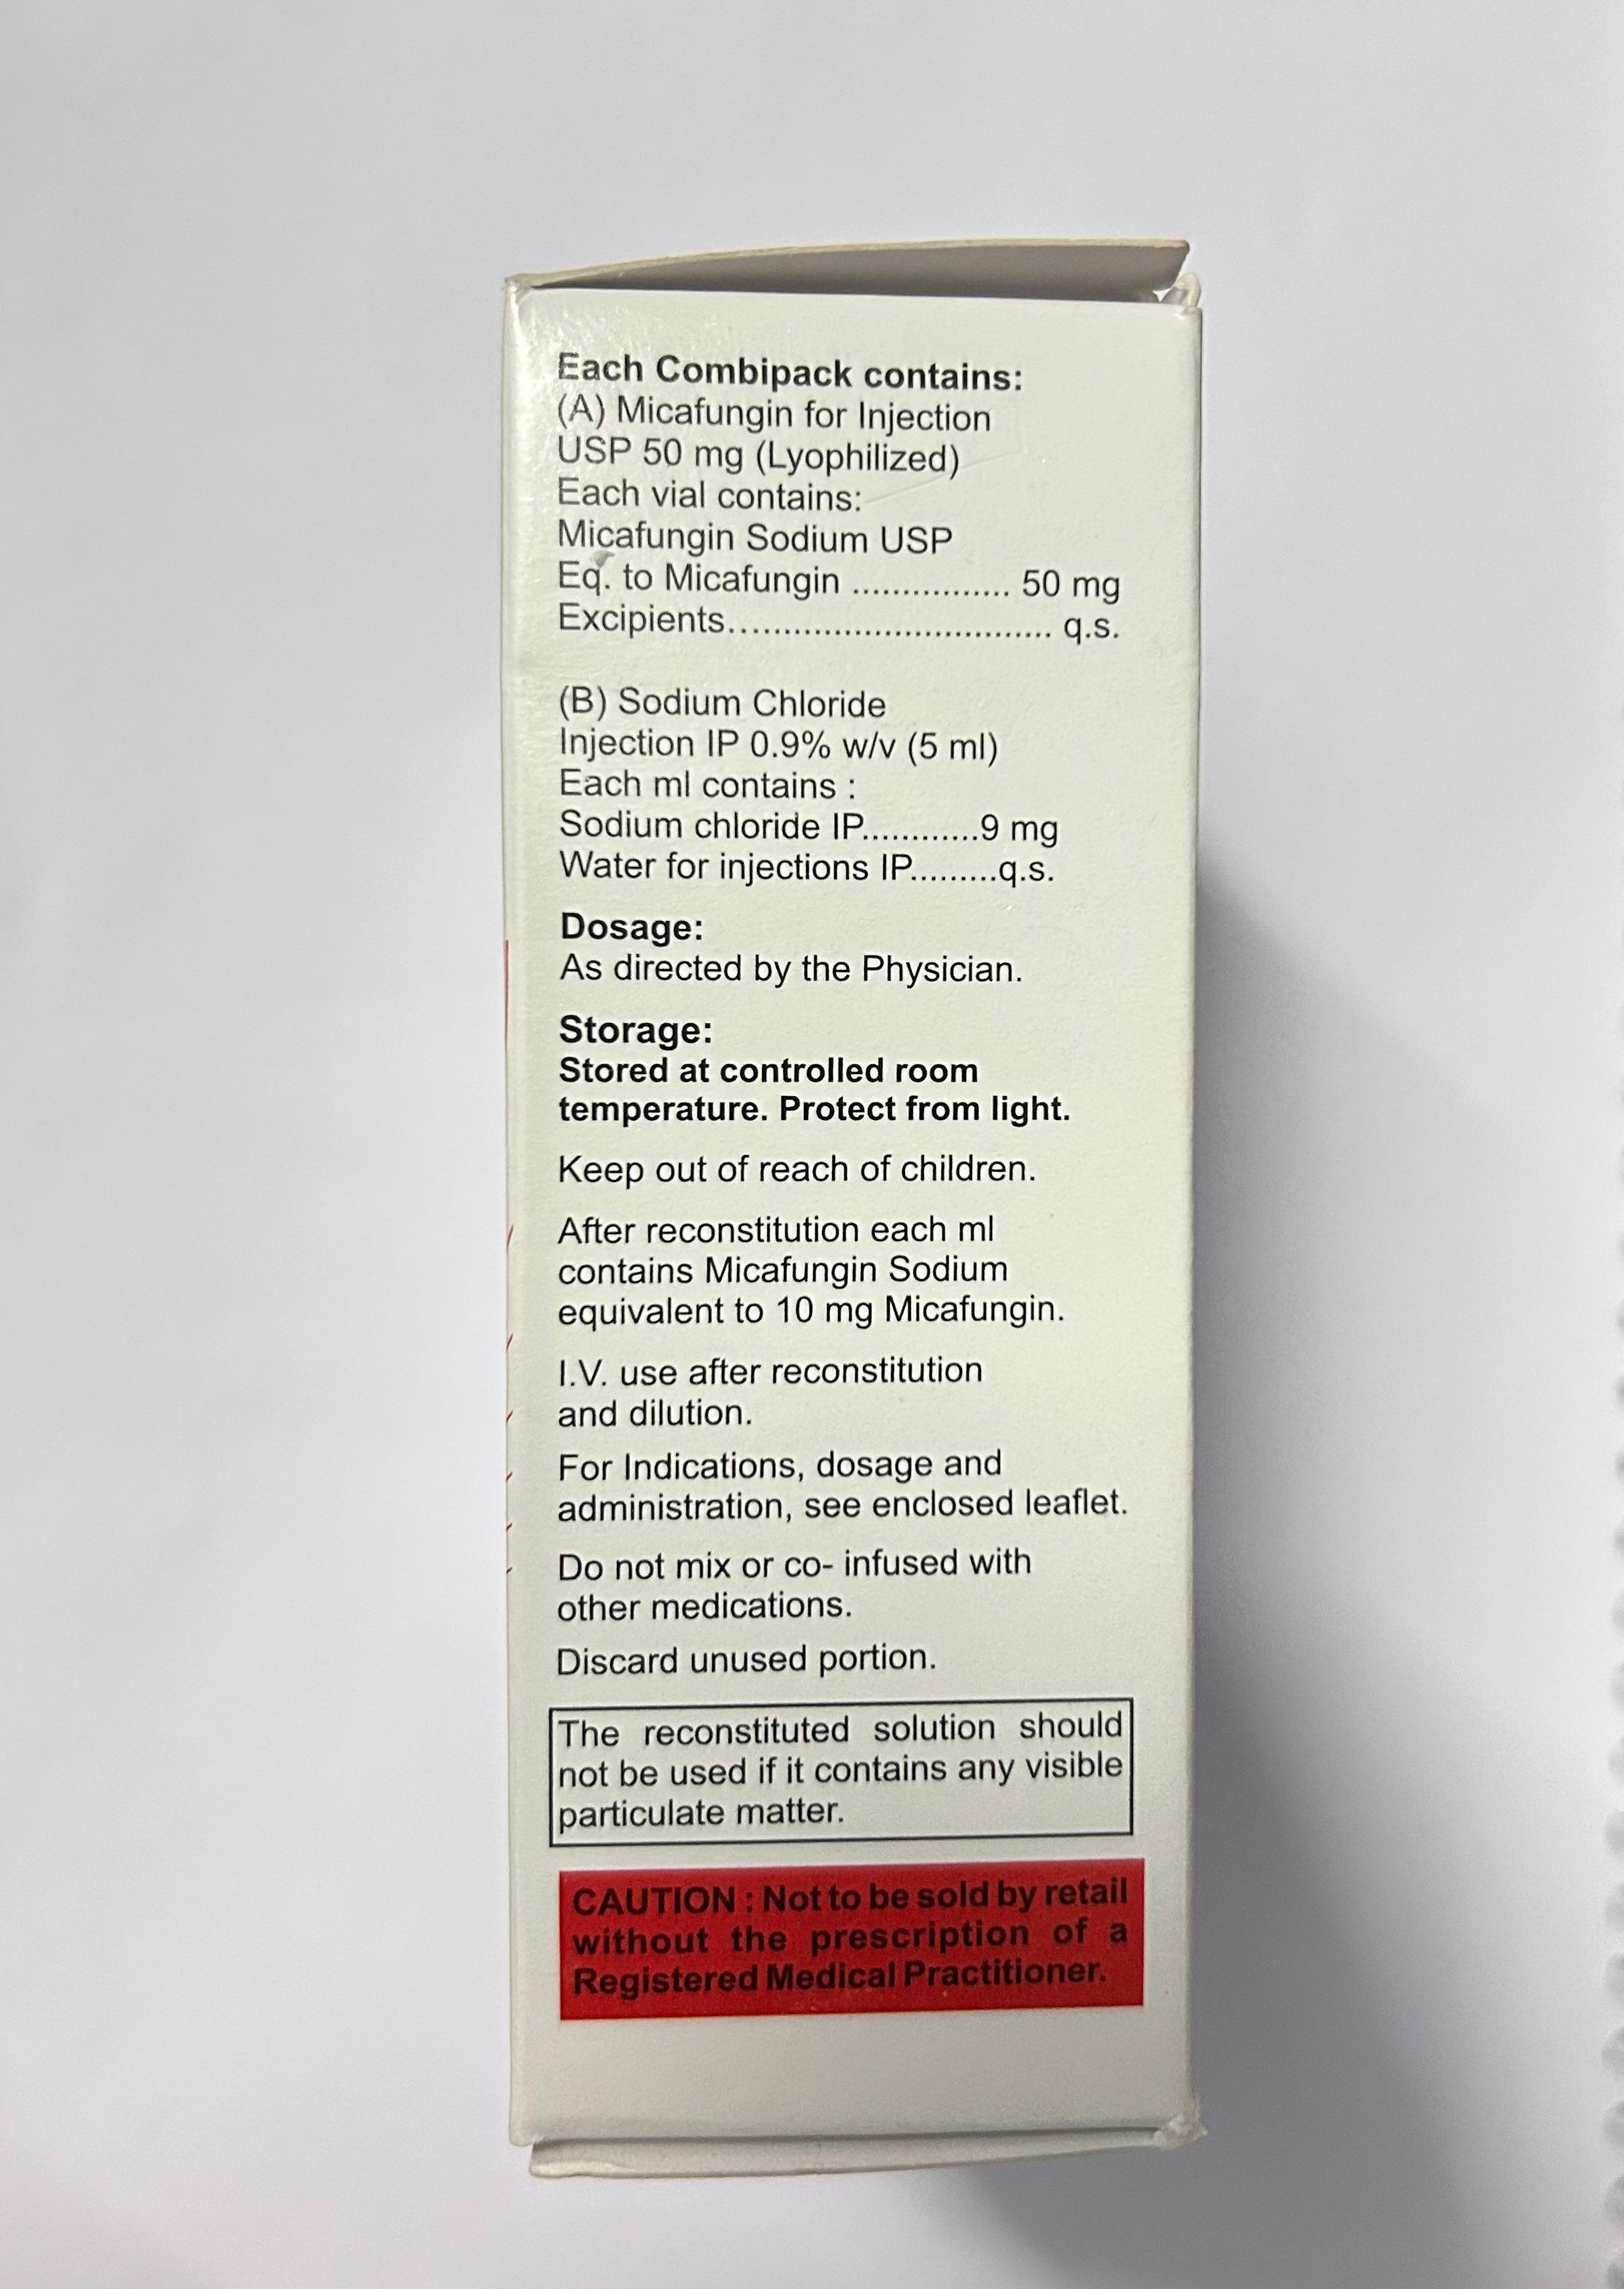 Each Combipack contains:
(A) Micafungin for Injection
USP 50 mg (Lyophilized)
Each vial contains:
Micafungin Sodium USP
Eq. to Micafungin ................ 50 mg
Excipients................................. q.s.
(B) Sodium Chloride
Injection IP 0.9% w/v (5 ml)
Each ml contains :
Sodium chloride IP............9 mg
Water for injections IP.........q.s.
Dosage:
As directed by the Physician.
Storage:
Stored at controlled room
temperature. Protect from light.
Keep out of reach of children.
After reconstitution each ml
contains Micafungin Sodium
equivalent to 10 mg Micafungin.
I.V. use after reconstitution
and dilution.
For Indications, dosage and
administration, see enclosed leaflet.
Do not mix or co- infused with
other medications.
Discard unused portion.
The reconstituted solution should
not be used if it contains any visible
particulate matter.
CAUTION : Not to be sold by retail
without the prescription of a
Registered Medical Practitioner.